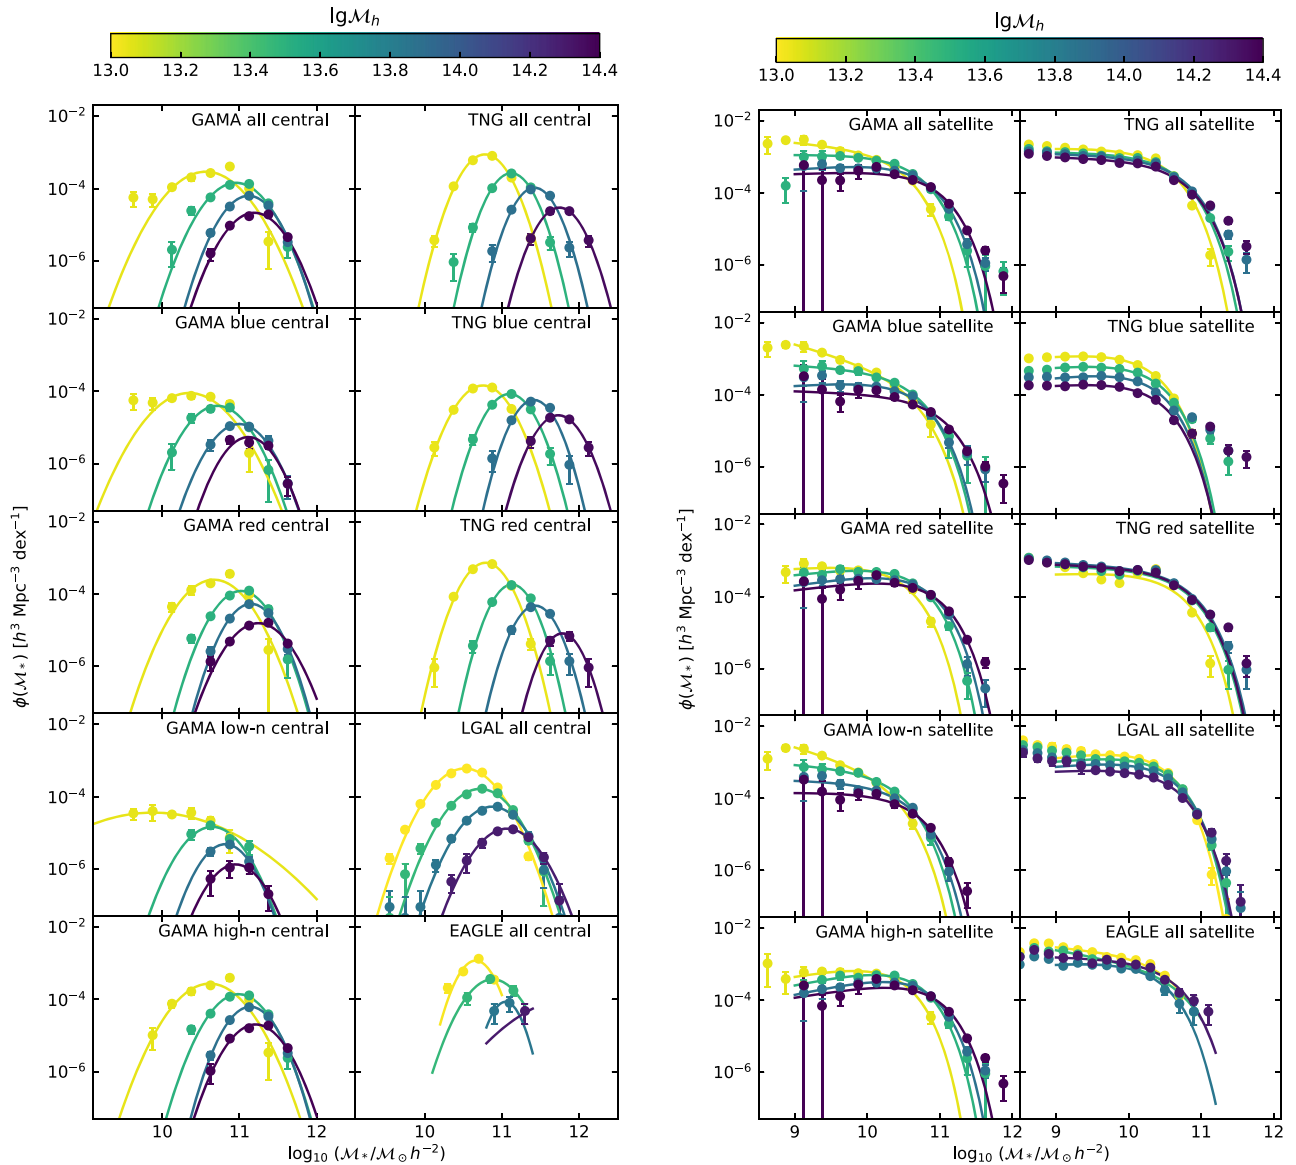 lgMₕ
13.0 13.2 13.4 13.6 13.8 14.0 14.2 14.4
10⁻² GAMA all central TNG all central
10⁻⁴
10⁻⁶
10⁻² GAMA blue central TNG blue central
10⁻⁴
10⁻⁶
10⁻² GAMA red central TNG red central
10⁻⁴
10⁻⁶
10⁻² GAMA low-n central LGAL all central
10⁻⁴
10⁻⁶
10⁻² GAMA high-n central EAGLE all central
10⁻⁴
10⁻⁶
ϕ(M*) [h³ Mpc⁻³ dex⁻¹]
10 11 12 10 11 12
log₁₀ (M*/M⊙h⁻²)
lgMₕ
13.0 13.2 13.4 13.6 13.8 14.0 14.2 14.4
10⁻² GAMA all satellite TNG all satellite
10⁻⁴
10⁻⁶
10⁻² GAMA blue satellite TNG blue satellite
10⁻⁴
10⁻⁶
10⁻² GAMA red satellite TNG red satellite
10⁻⁴
10⁻⁶
10⁻² GAMA low-n satellite LGAL all satellite
10⁻⁴
10⁻⁶
10⁻² GAMA high-n satellite EAGLE all satellite
10⁻⁴
10⁻⁶
ϕ(M*) [h³ Mpc⁻³ dex⁻¹]
9 10 11 12 9 10 11 12
log₁₀ (M*/M⊙h⁻²)